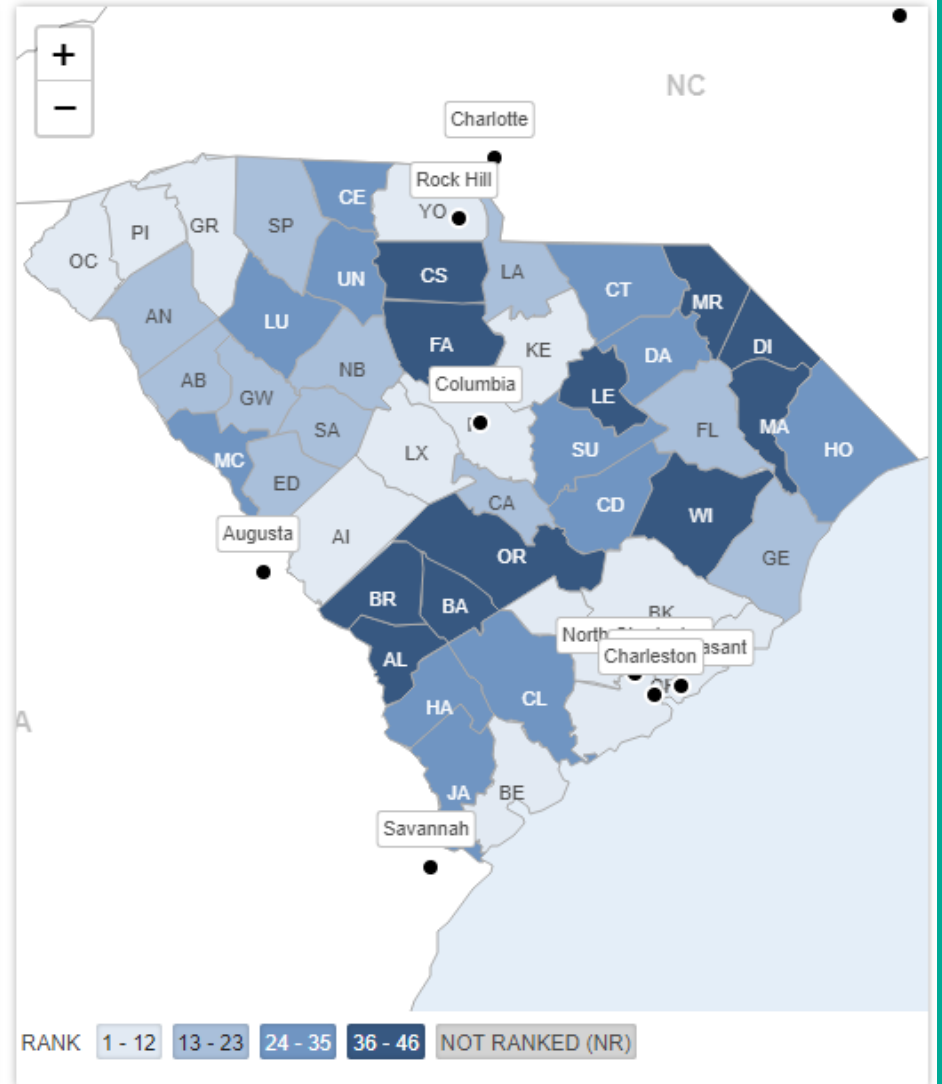 +
−
NC
Charlotte
Rock Hill
CE
YO
SP
GR
PI
OC
UN
CS
LA
CT
MR
AN
LU
FA
KE
DA
DI
NB
AB
GW
Columbia
LE
SA
LX
FL
MA
HO
MC
ED
SU
CA
CD
WI
Augusta
AI
OR
GE
BR
BA
BK
North
asant
Charleston
AL
HA
CL
A
JA
BE
Savannah
RANK 1 - 12 13 - 23 24 - 35 36 - 46 NOT RANKED (NR)